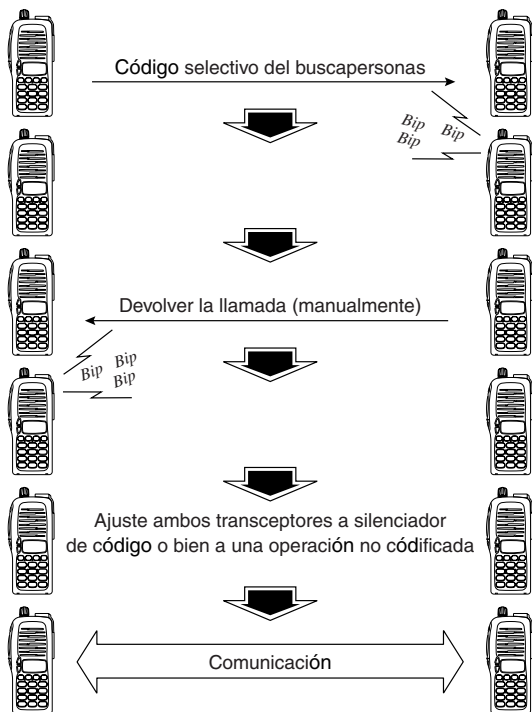 Código selectivo del buscapersonas
Bip
Bip
Bip
Devolver la llamada (manualmente)
Bip
Bip
Bip
Ajuste ambos transceptores a silenciador
de código o bien a una operación no códificada
Comunicación